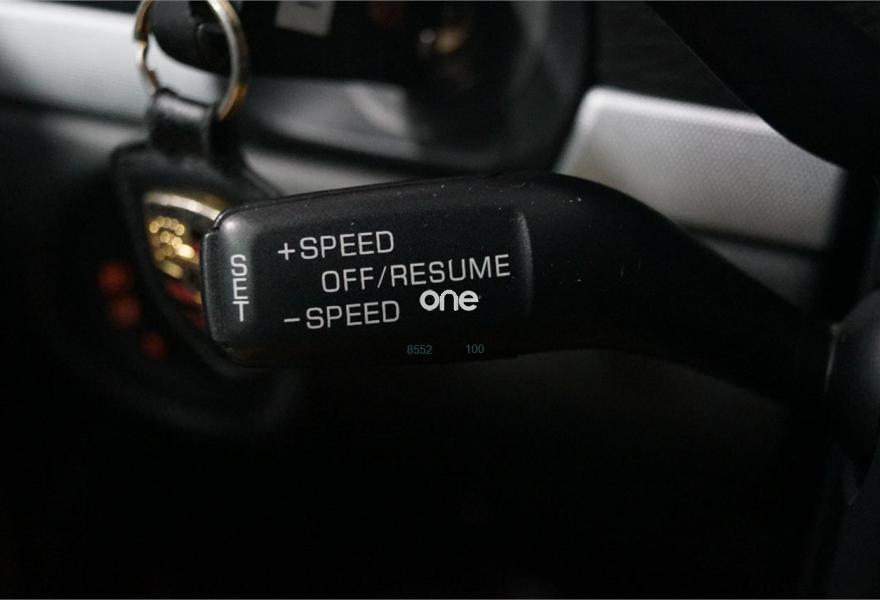 SET
+SPEED
OFF/RESUME
-SPEED
one
8552 100